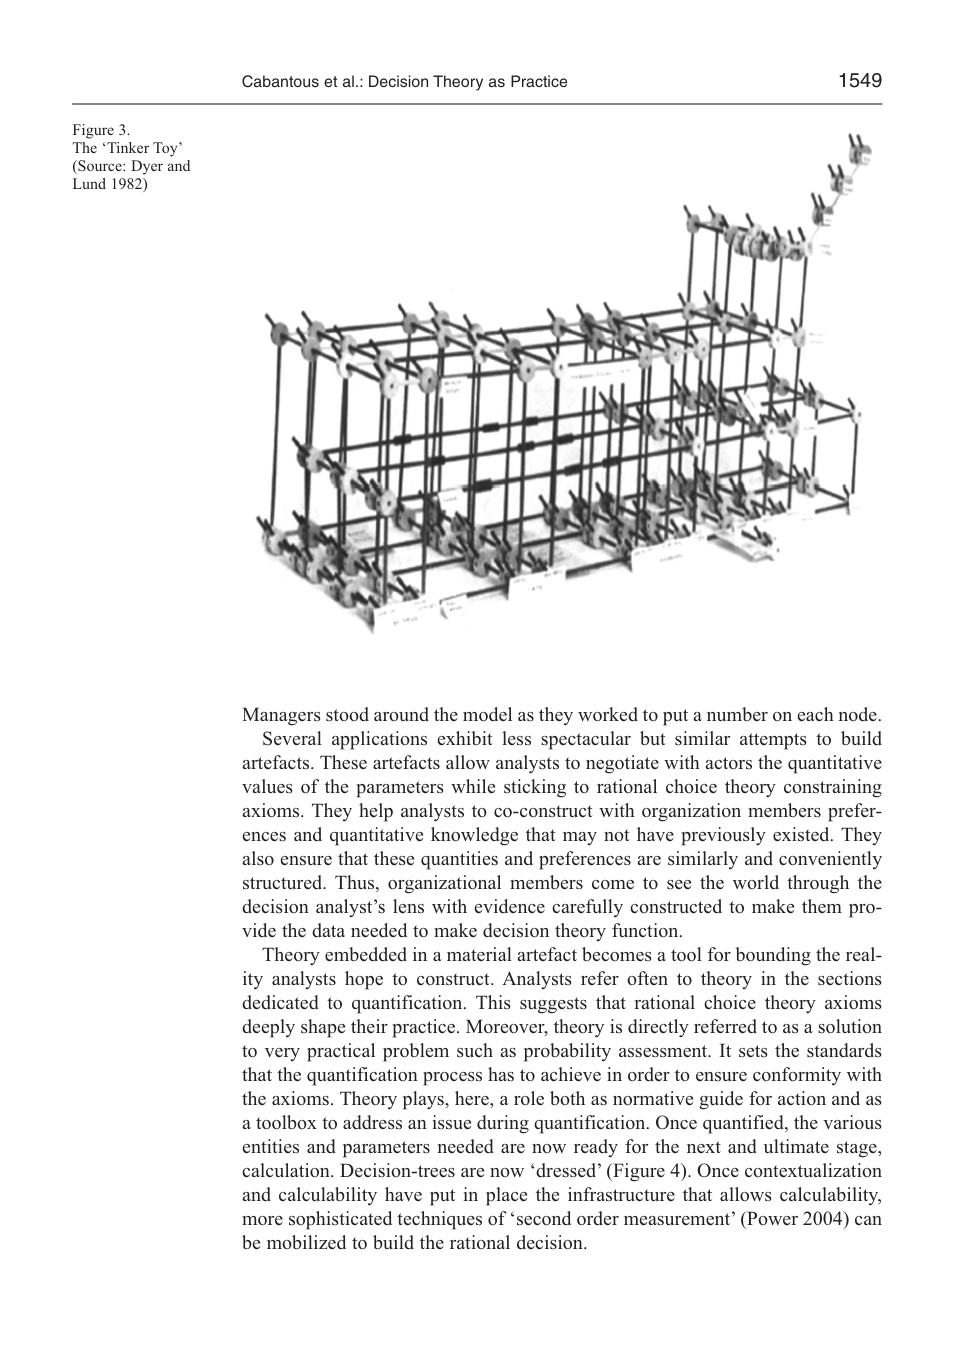 Cabantous et al.: Decision Theory as Practice 1549
Figure 3.
The ‘Tinker Toy’
(Source: Dyer and
Lund 1982)
Managers stood around the model as they worked to put a number on each node.
Several applications exhibit less spectacular but similar attempts to build
artefacts. These artefacts allow analysts to negotiate with actors the quantitative
values of the parameters while sticking to rational choice theory constraining
axioms. They help analysts to co-construct with organization members prefer-
ences and quantitative knowledge that may not have previously existed. They
also ensure that these quantities and preferences are similarly and conveniently
structured. Thus, organizational members come to see the world through the
decision analyst’s lens with evidence carefully constructed to make them pro-
vide the data needed to make decision theory function.
Theory embedded in a material artefact becomes a tool for bounding the real-
ity analysts hope to construct. Analysts refer often to theory in the sections
dedicated to quantification. This suggests that rational choice theory axioms
deeply shape their practice. Moreover, theory is directly referred to as a solution
to very practical problem such as probability assessment. It sets the standards
that the quantification process has to achieve in order to ensure conformity with
the axioms. Theory plays, here, a role both as normative guide for action and as
a toolbox to address an issue during quantification. Once quantified, the various
entities and parameters needed are now ready for the next and ultimate stage,
calculation. Decision-trees are now ‘dressed’ (Figure 4). Once contextualization
and calculability have put in place the infrastructure that allows calculability,
more sophisticated techniques of ‘second order measurement’ (Power 2004) can
be mobilized to build the rational decision.